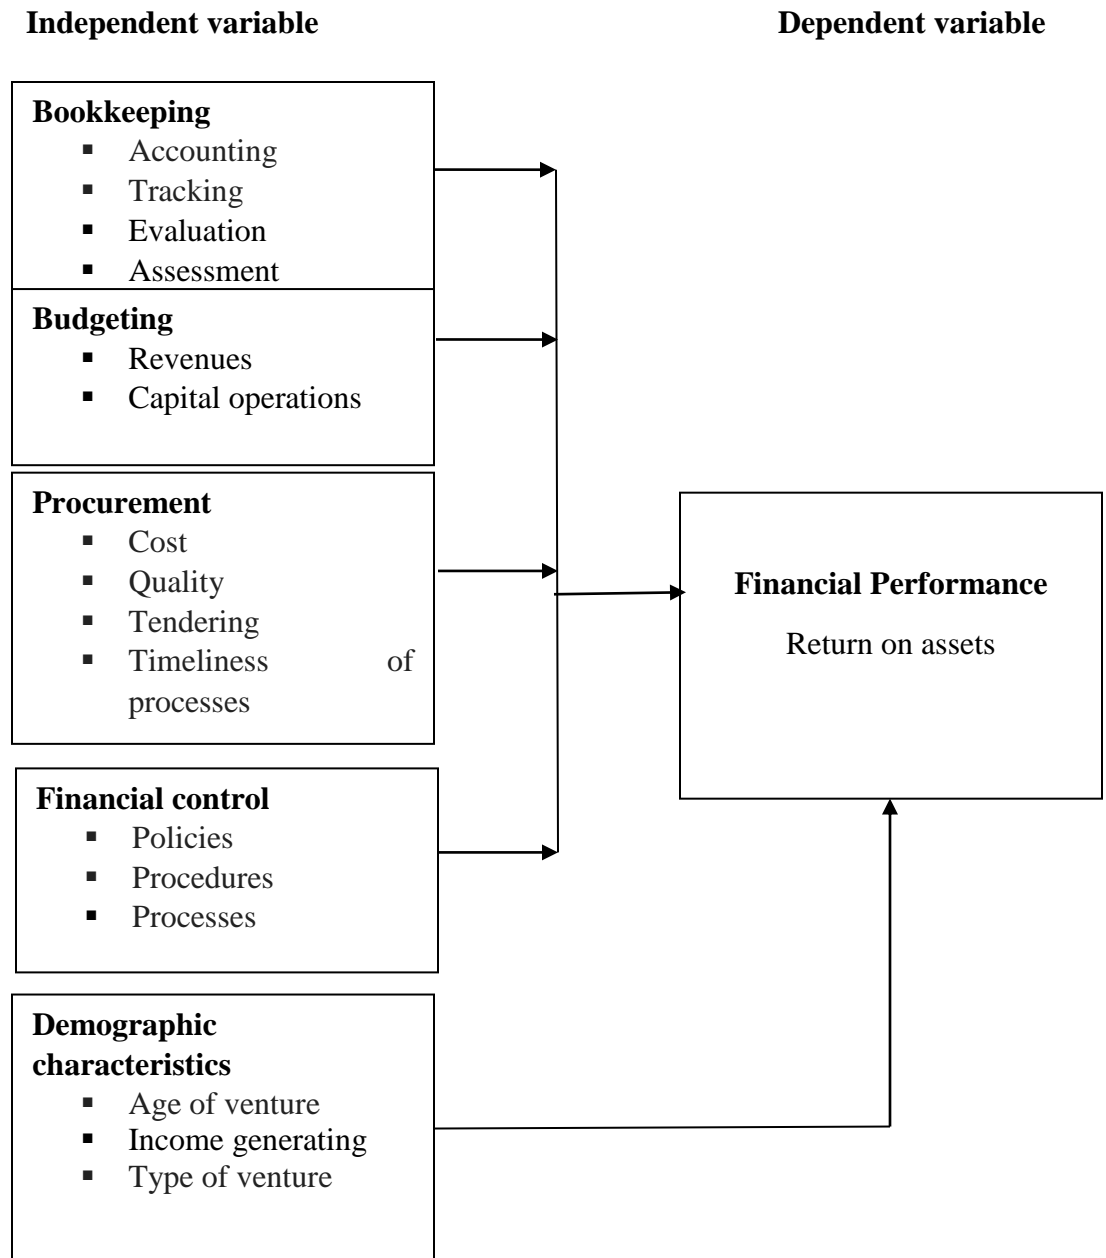 Independent variable
Dependent variable
Bookkeeping
▪ Accounting
▪ Tracking
▪ Evaluation
▪ Assessment
Budgeting
▪ Revenues
▪ Capital operations
Procurement
▪ Cost
▪ Quality
▪ Tendering
▪ Timeliness of
processes
Financial Performance
Return on assets
Financial control
▪ Policies
▪ Procedures
▪ Processes
Demographic
characteristics
▪ Age of venture
▪ Income generating
▪ Type of venture